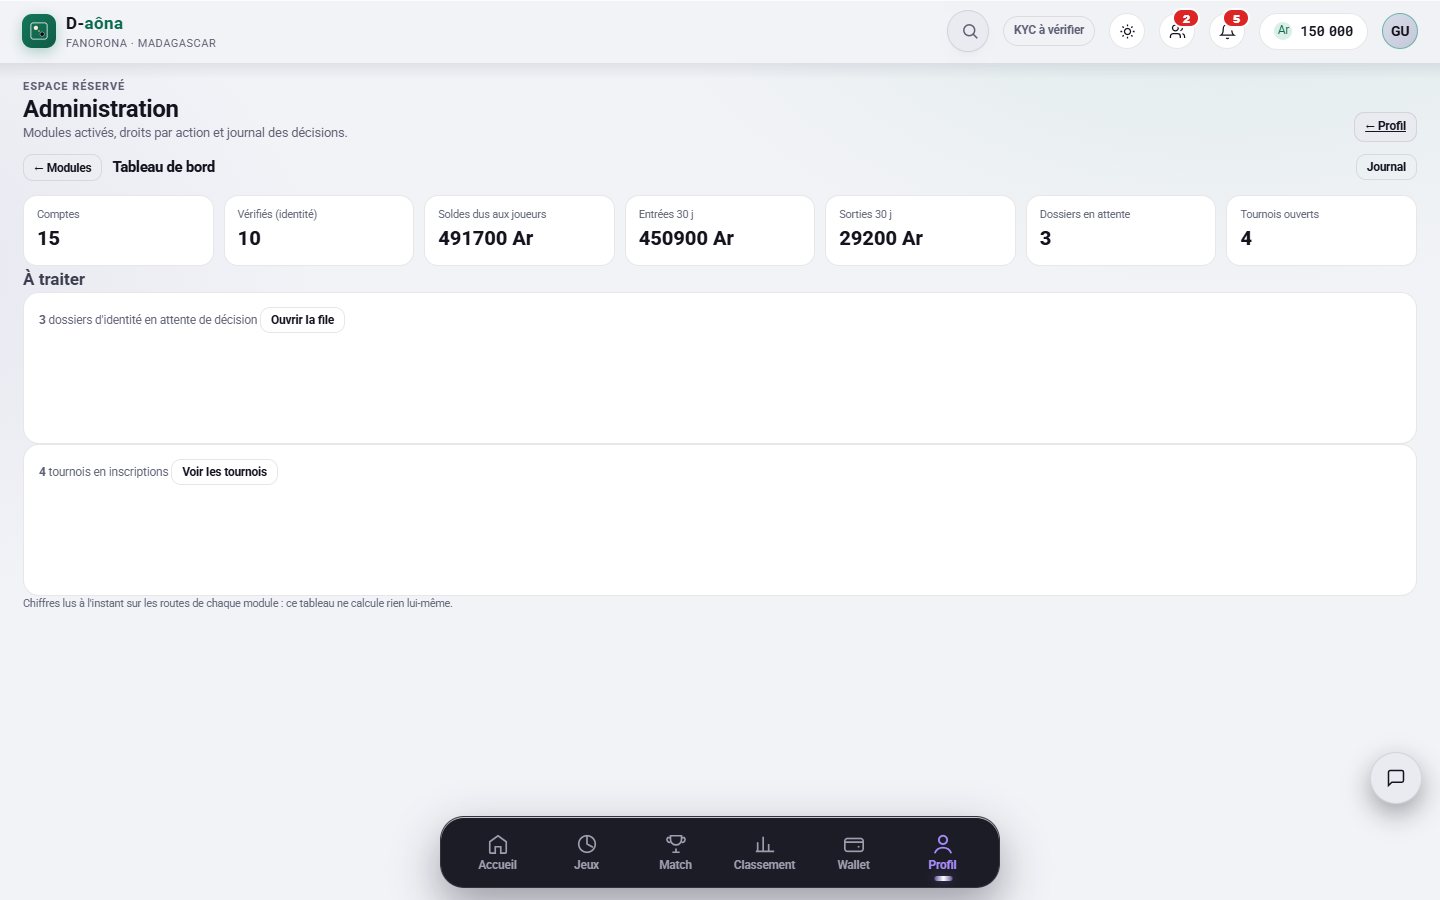 D-aôna
FANORONA · MADAGASCAR
KYC à vérifier
2
5
Ar 150 000
GU
ESPACE RÉSERVÉ
Administration
Modules activés, droits par action et journal des décisions.
← Profil
← Modules
Tableau de bord
Journal
Comptes
15
Vérifiés (identité)
10
Soldes dus aux joueurs
491700 Ar
Entrées 30 j
450900 Ar
Sorties 30 j
29200 Ar
Dossiers en attente
3
Tournois ouverts
4
À traiter
3 dossiers d'identité en attente de décision Ouvrir la file
4 tournois en inscriptions Voir les tournois
Chiffres lus à l'instant sur les routes de chaque module : ce tableau ne calcule rien lui-même.
Accueil
Jeux
Match
Classement
Wallet
Profil